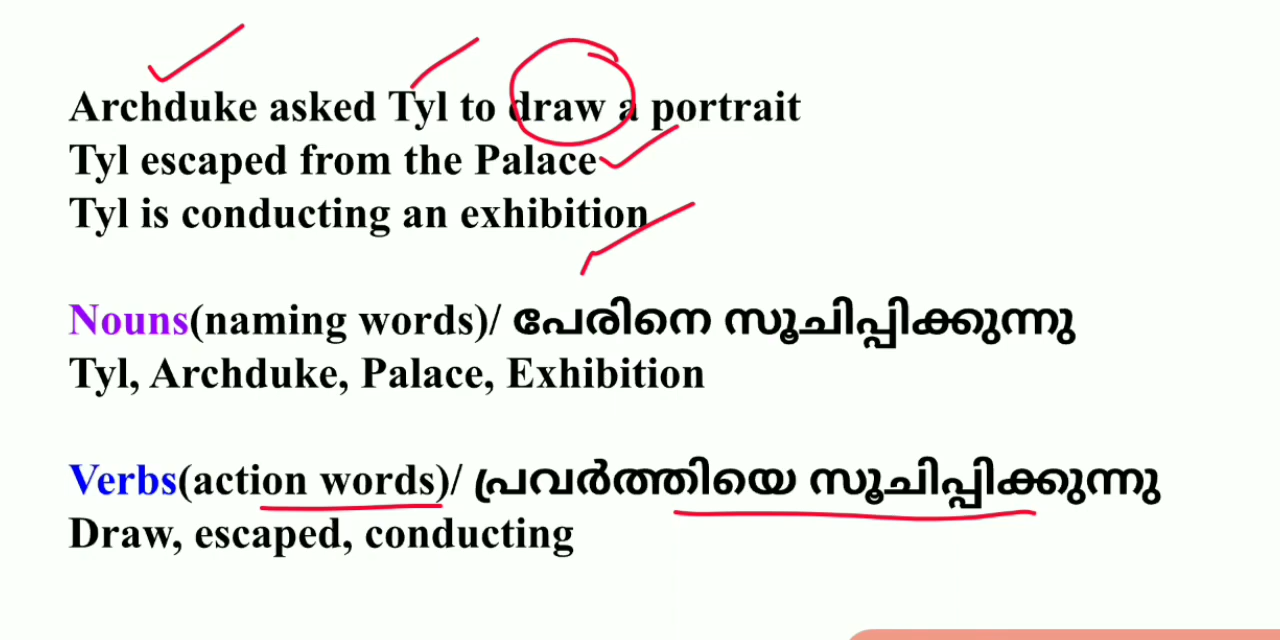 Archduke asked Tyl to draw a portrait
Tyl escaped from the Palace
Tyl is conducting an exhibition
Nouns(naming words)/ പേരിനെ സൂചിപ്പിക്കുന്നു
Tyl, Archduke, Palace, Exhibition
Verbs(action words)/ പ്രവർത്തിയെ സൂചിപ്പിക്കുന്നു
Draw, escaped, conducting